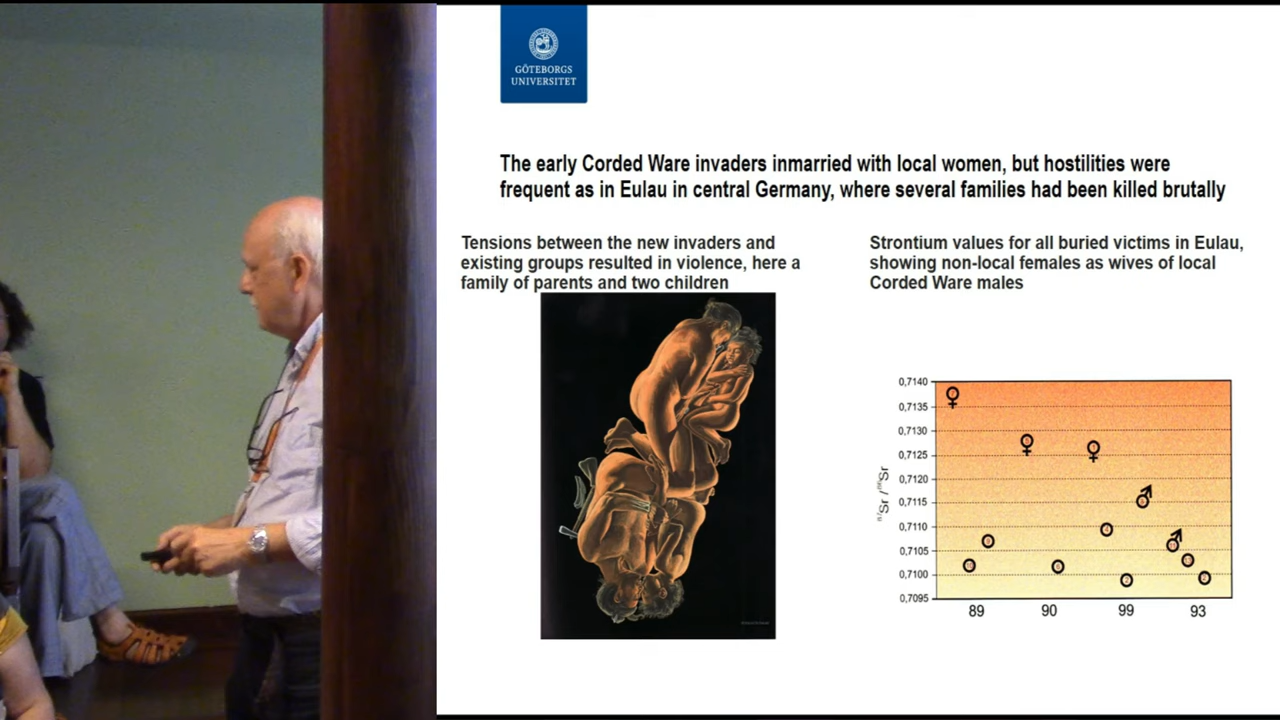 GÖTEBORGS
UNIVERSITET
The early Corded Ware invaders inmarried with local women, but hostilities were
frequent as in Eulau in central Germany, where several families had been killed brutally
Tensions between the new invaders and
existing groups resulted in violence, here a
family of parents and two children
Strontium values for all buried victims in Eulau,
showing non-local females as wives of local
Corded Ware males
0,7140
0,7135
0,7130
0,7125
0,7120
0,7115
0,7110
0,7105
0,7100
0,7095
⁸⁷Sr /⁸⁶Sr
89 90 99 93